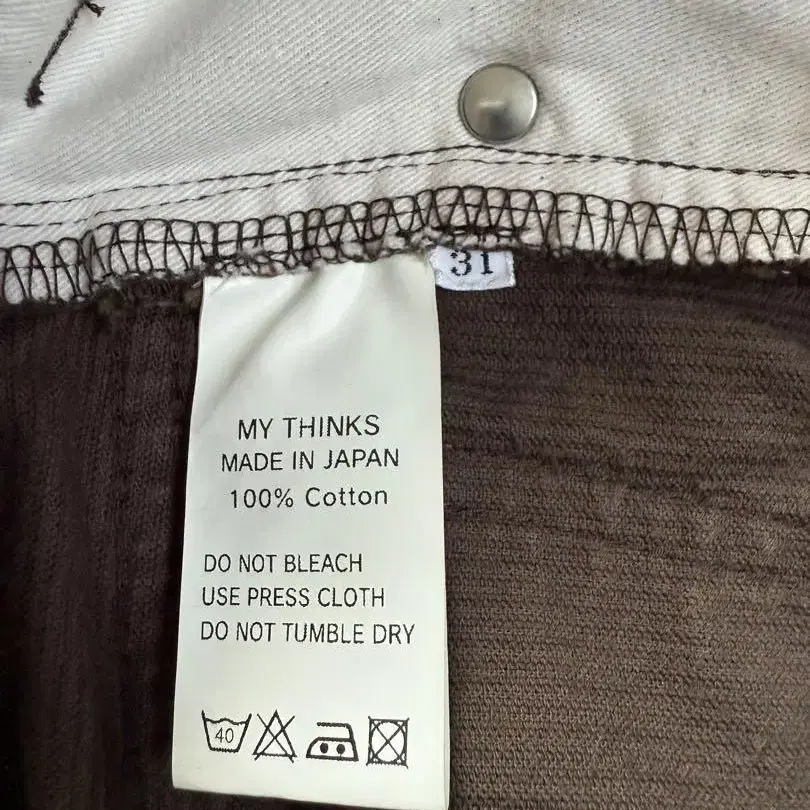 31
MY THINKS
MADE IN JAPAN
100% Cotton
DO NOT BLEACH
USE PRESS CLOTH
DO NOT TUMBLE DRY
40